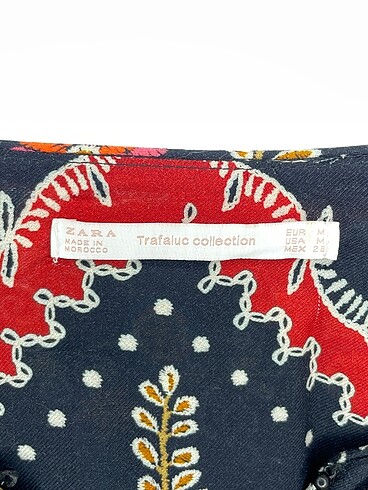 ZARA
MADE IN
MOROCCO
Trafaluc collection
EUR M
USA M
MEX 28